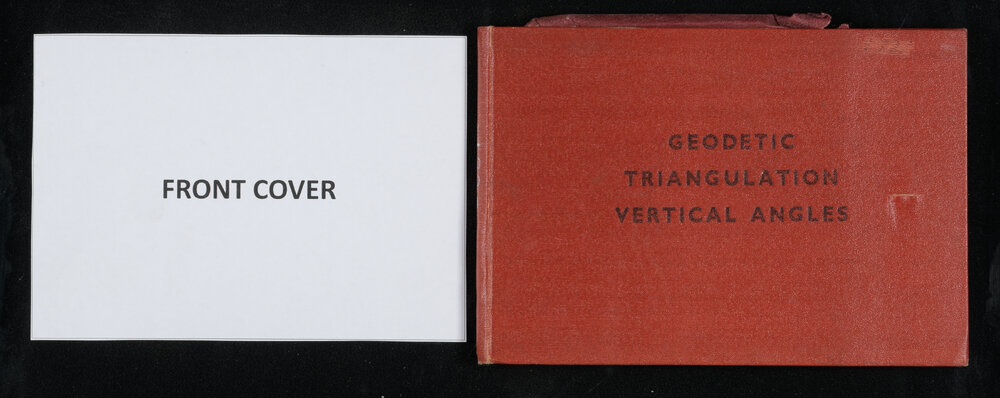 FRONT COVER
GEODETIC
TRIANGULATION
VERTICAL ANGLES